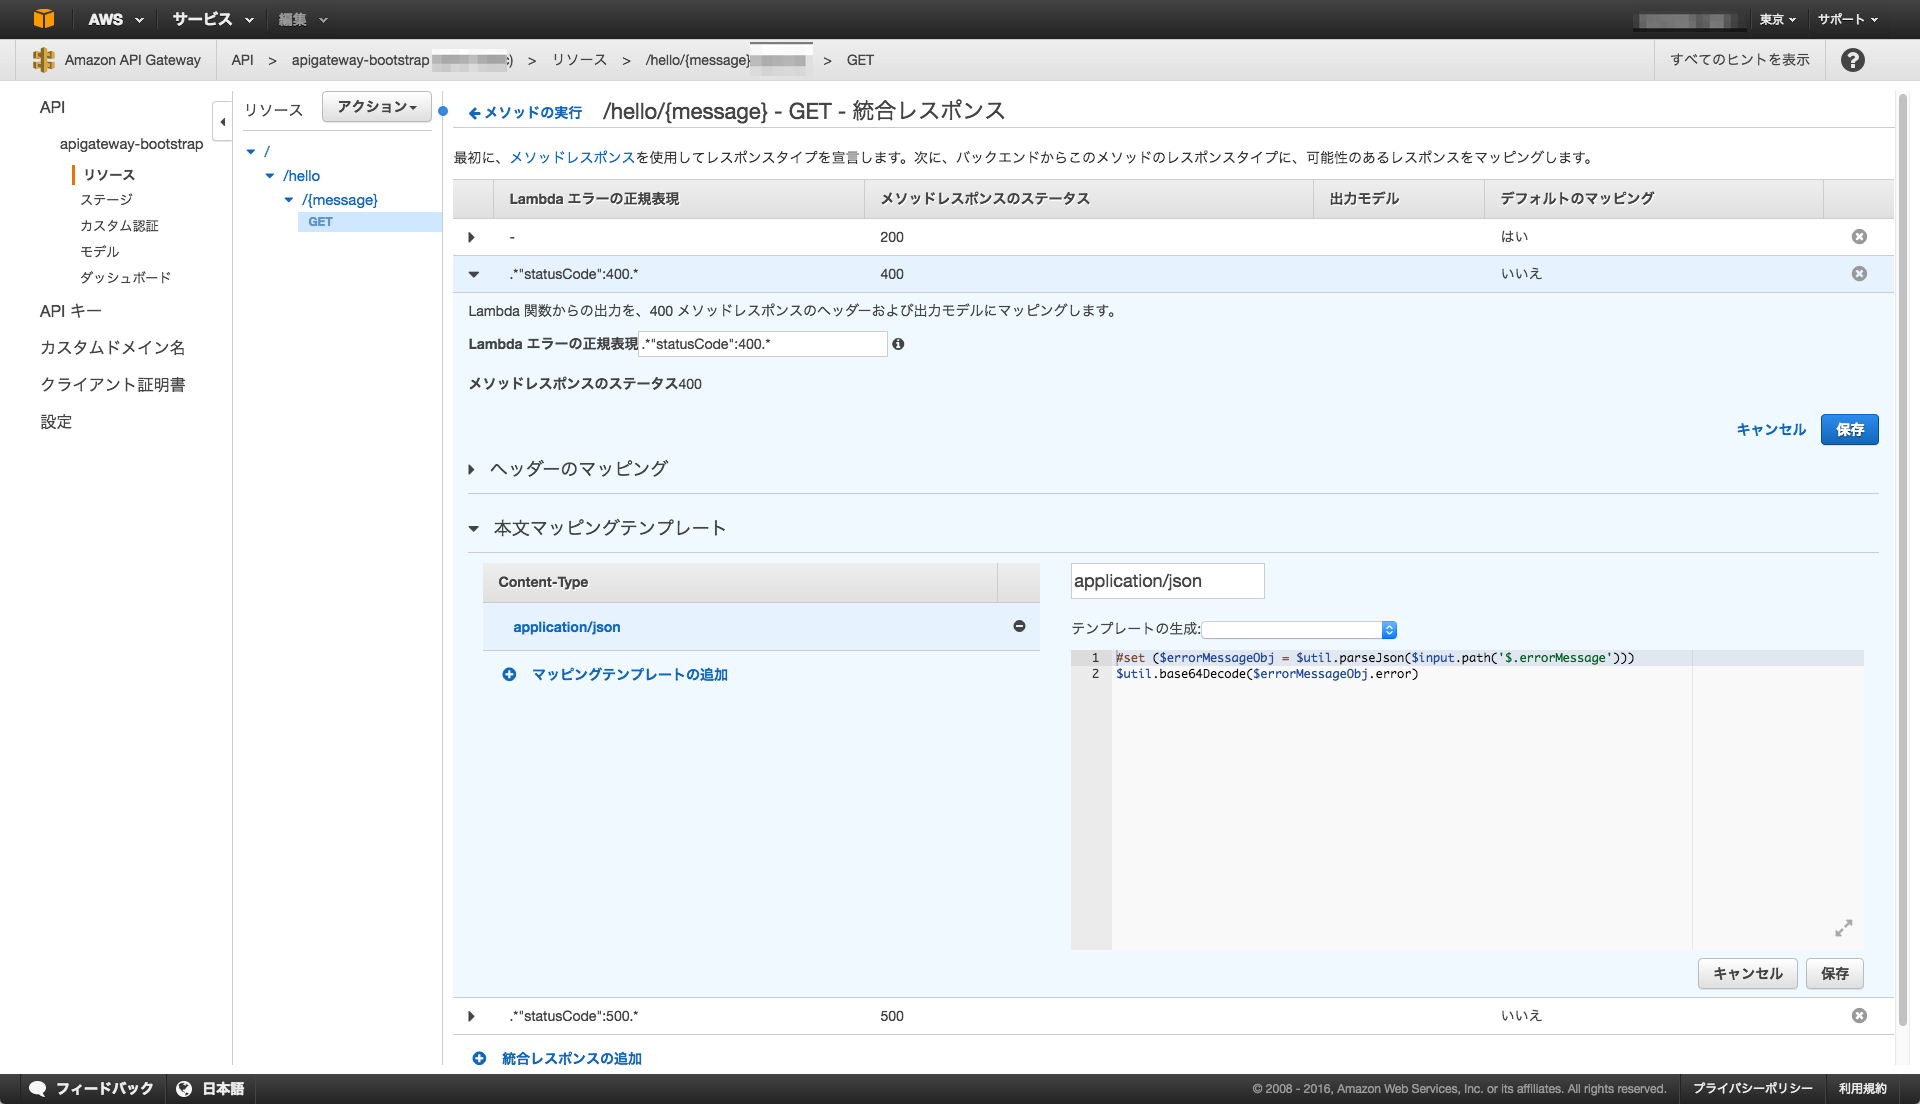 AWS サービス 編集 東京 サポート
Amazon API Gateway API > apigateway-bootstrap > リソース > /hello/{message} > GET すべてのヒントを表示 ?
API
apigateway-bootstrap
リソース
ステージ
カスタム認証
モデル
ダッシュボード
API キー
カスタムドメイン名
クライアント証明書
設定
リソース アクション
/
/hello
/{message}
GET
メソッドの実行 /hello/{message} - GET - 統合レスポンス
最初に、メソッドレスポンスを使用してレスポンスタイプを宣言します。次に、バックエンドからこのメソッドのレスポンスタイプに、可能性のあるレスポンスをマッピングします。
Lambda エラーの正規表現 メソッドレスポンスのステータス 出力モデル デフォルトのマッピング
- 200 はい
.*"statusCode":400.* 400 いいえ
Lambda 関数からの出力を、400 メソッドレスポンスのヘッダーおよび出力モデルにマッピングします。
Lambda エラーの正規表現 .*"statusCode":400.*
メソッドレスポンスのステータス400
キャンセル 保存
ヘッダーのマッピング
本文マッピングテンプレート
Content-Type
application/json
マッピングテンプレートの追加
application/json
テンプレートの生成:
1 #set ($errorMessageObj = $util.parseJson($input.path('$.errorMessage')))
2 $util.base64Decode($errorMessageObj.error)
キャンセル 保存
.*"statusCode":500.* 500 いいえ
統合レスポンスの追加
フィードバック 日本語 © 2008 - 2016, Amazon Web Services, Inc. or its affiliates. All rights reserved. プライバシーポリシー 利用規約